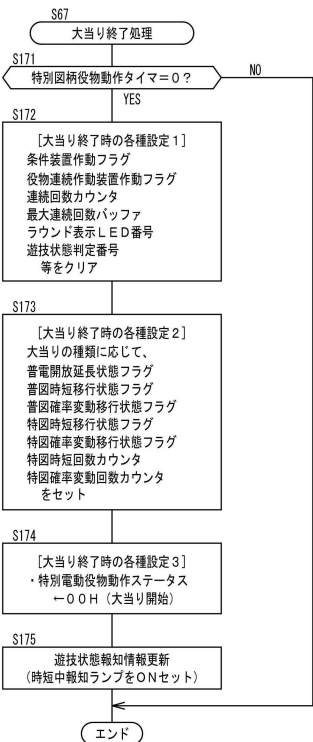 S67
大当り終了処理
S171
特別図柄役物動作タイマ＝０？
NO
YES
S172
［大当り終了時の各種設定１］
条件装置作動フラグ
役物連続作動装置作動フラグ
連続回数カウンタ
最大連続回数バッファ
ラウンド表示ＬＥＤ番号
遊技状態判定番号
等をクリア
S173
［大当り終了時の各種設定２］
大当りの種類に応じて、
普電開放延長状態フラグ
普図時短移行状態フラグ
普図確率変動移行状態フラグ
特図時短移行状態フラグ
特図確率変動移行状態フラグ
特図時短回数カウンタ
特図確率変動回数カウンタ
をセット
S174
［大当り終了時の各種設定３］
・特別電動役物動作ステータス
←００Ｈ（大当り開始）
S175
遊技状態報知情報更新
（時短中報知ランプをＯＮセット）
エンド